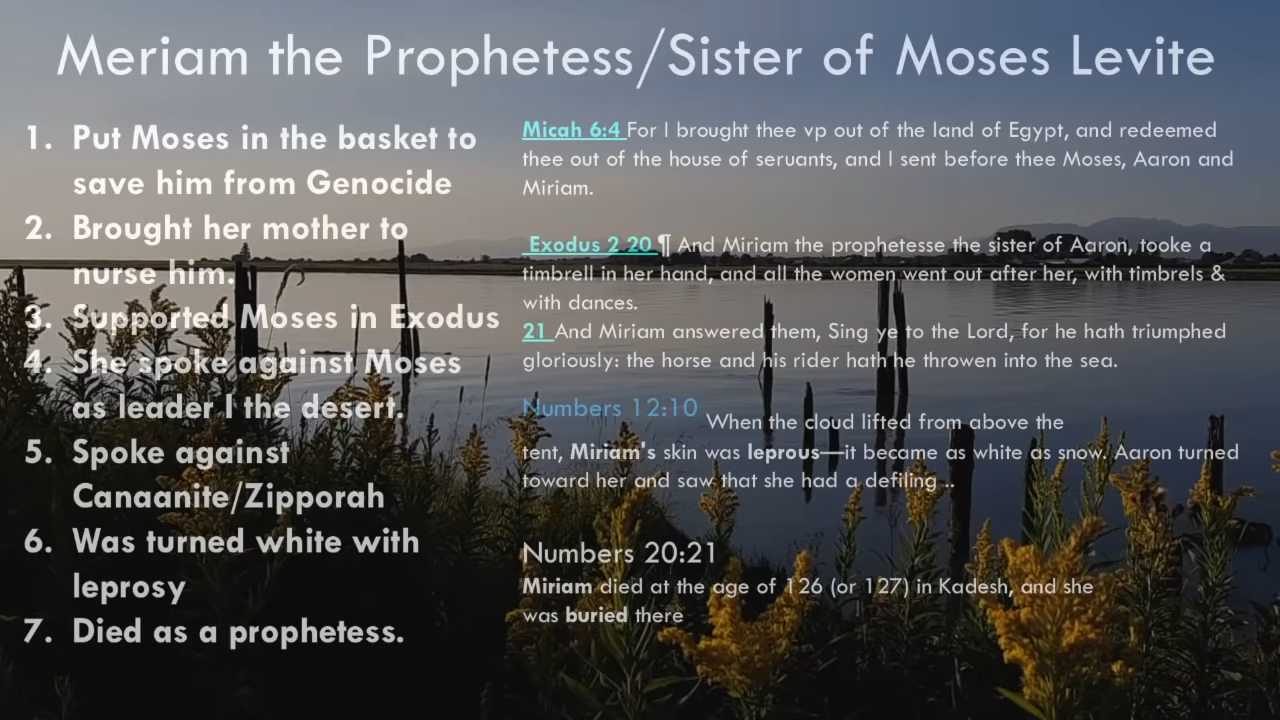 Meriam the Prophetess/Sister of Moses Levite
1. Put Moses in the basket to
save him from Genocide
2. Brought her mother to
nurse him.
3. Supported Moses in Exodus
4. She spoke against Moses
as leader I the desert.
5. Spoke against
Canaanite/Zipporah
6. Was turned white with
leprosy
7. Died as a prophetess.
Micah 6:4 For I brought thee vp out of the land of Egypt, and redeemed
thee out of the house of seruants, and I sent before thee Moses, Aaron and
Miriam.
Exodus 2 20 ¶ And Miriam the prophetesse the sister of Aaron, tooke a
timbrell in her hand, and all the women went out after her, with timbrels &
with dances.
21 And Miriam answered them, Sing ye to the Lord, for he hath triumphed
gloriously: the horse and his rider hath he throwen into the sea.
Numbers 12:10 When the cloud lifted from above the
tent, Miriam's skin was leprous—it became as white as snow. Aaron turned
toward her and saw that she had a defiling ..
Numbers 20:21
Miriam died at the age of 126 (or 127) in Kadesh, and she
was buried there